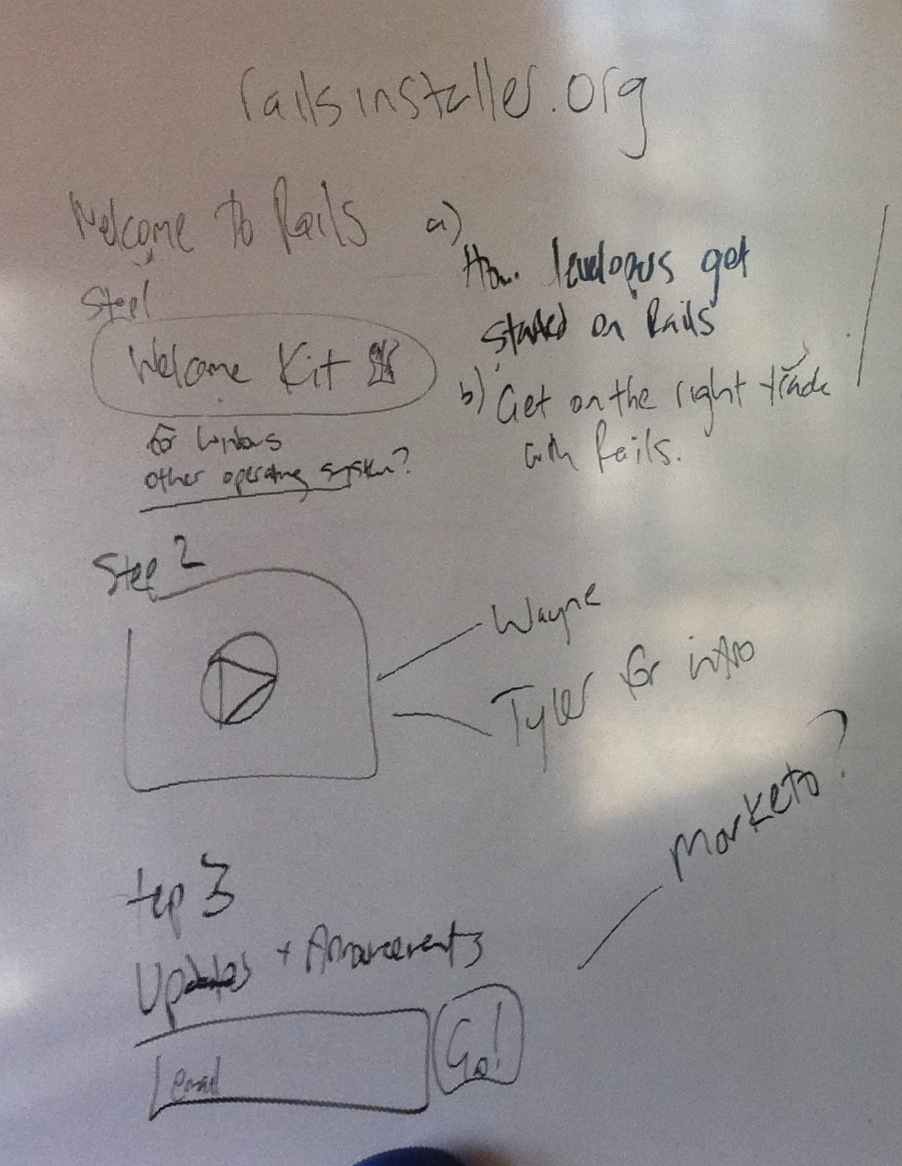 railsinstaller.org
Welcome to Rails
a)
How developers get
started on Rails
b) Get on the right track
with Rails.
Step 1
Welcome Kit
for windows
other operating system?
Step 2
Wayne
Tyler for intro
tep 3
Updates + Announcements
Marketo?
email
Go!